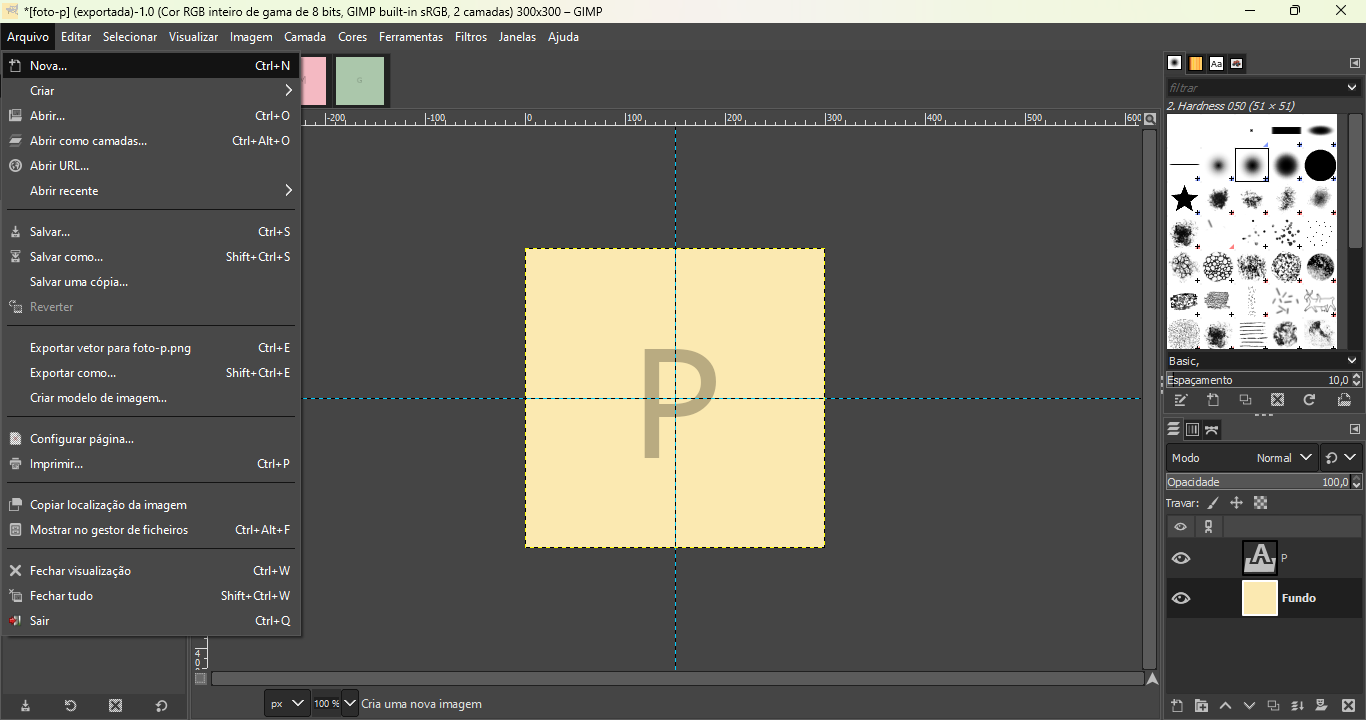 *[foto-p] (exportada)-1.0 (Cor RGB inteiro de gama de 8 bits, GIMP built-in sRGB, 2 camadas) 300x300 – GIMP
Arquivo Editar Selecionar Visualizar Imagem Camada Cores Ferramentas Filtros Janelas Ajuda
Nova... Ctrl+N
Criar
Abrir... Ctrl+O
Abrir como camadas... Ctrl+Alt+O
Abrir URL...
Abrir recente
Salvar... Ctrl+S
Salvar como... Shift+Ctrl+S
Salvar uma cópia...
Reverter
Exportar vetor para foto-p.png Ctrl+E
Exportar como... Shift+Ctrl+E
Criar modelo de imagem...
Configurar página...
Imprimir... Ctrl+P
Copiar localização da imagem
Mostrar no gestor de ficheiros Ctrl+Alt+F
Fechar visualização Ctrl+W
Fechar tudo Shift+Ctrl+W
Sair Ctrl+Q
G
-200 -100 0 100 200 300 400 500 600
P
400
px 100 % Cria uma nova imagem
Aa
filtrar
2. Hardness 050 (51 × 51)
Basic,
Espaçamento 10,0
Modo Normal
Opacidade 100,0
Travar:
A P
Fundo